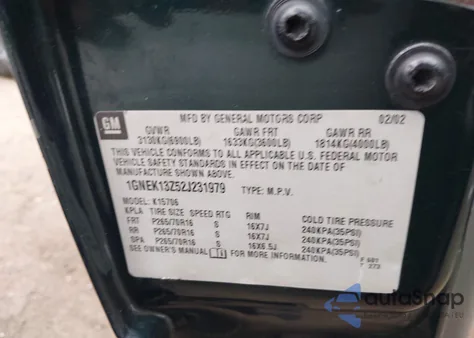 GM
MFD BY GENERAL MOTORS CORP 02/02
GVWR GAWR FRT GAWR RR
3130KG(6900LB) 1633KG(3600LB) 1814KG(4000LB)
THIS VEHICLE CONFORMS TO ALL APPLICABLE U.S. FEDERAL MOTOR
VEHICLE SAFETY STANDARDS IN EFFECT ON THE DATE OF
MANUFACTURE SHOWN ABOVE.
1GNEK13Z52J231979 TYPE: M.P.V.
MODEL: K15706
KPLA TIRE SIZE SPEED RTG RIM COLD TIRE PRESSURE
FRT P265/70R16 S 16X7J 240KPA(35PSI)
RR P265/70R16 S 16X7J 240KPA(35PSI)
SPA P265/70R16 S 16X6.5J 240KPA(35PSI)
SEE OWNER'S MANUAL
autoSnap